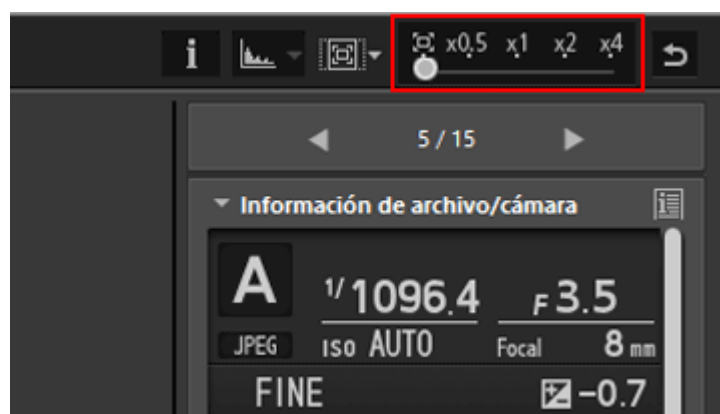 i x0.5 x1 x2 x4
5 / 15
Información de archivo/cámara
A 1/1096.4 F3.5
JPEG ISO AUTO Focal 8 mm
FINE -0.7